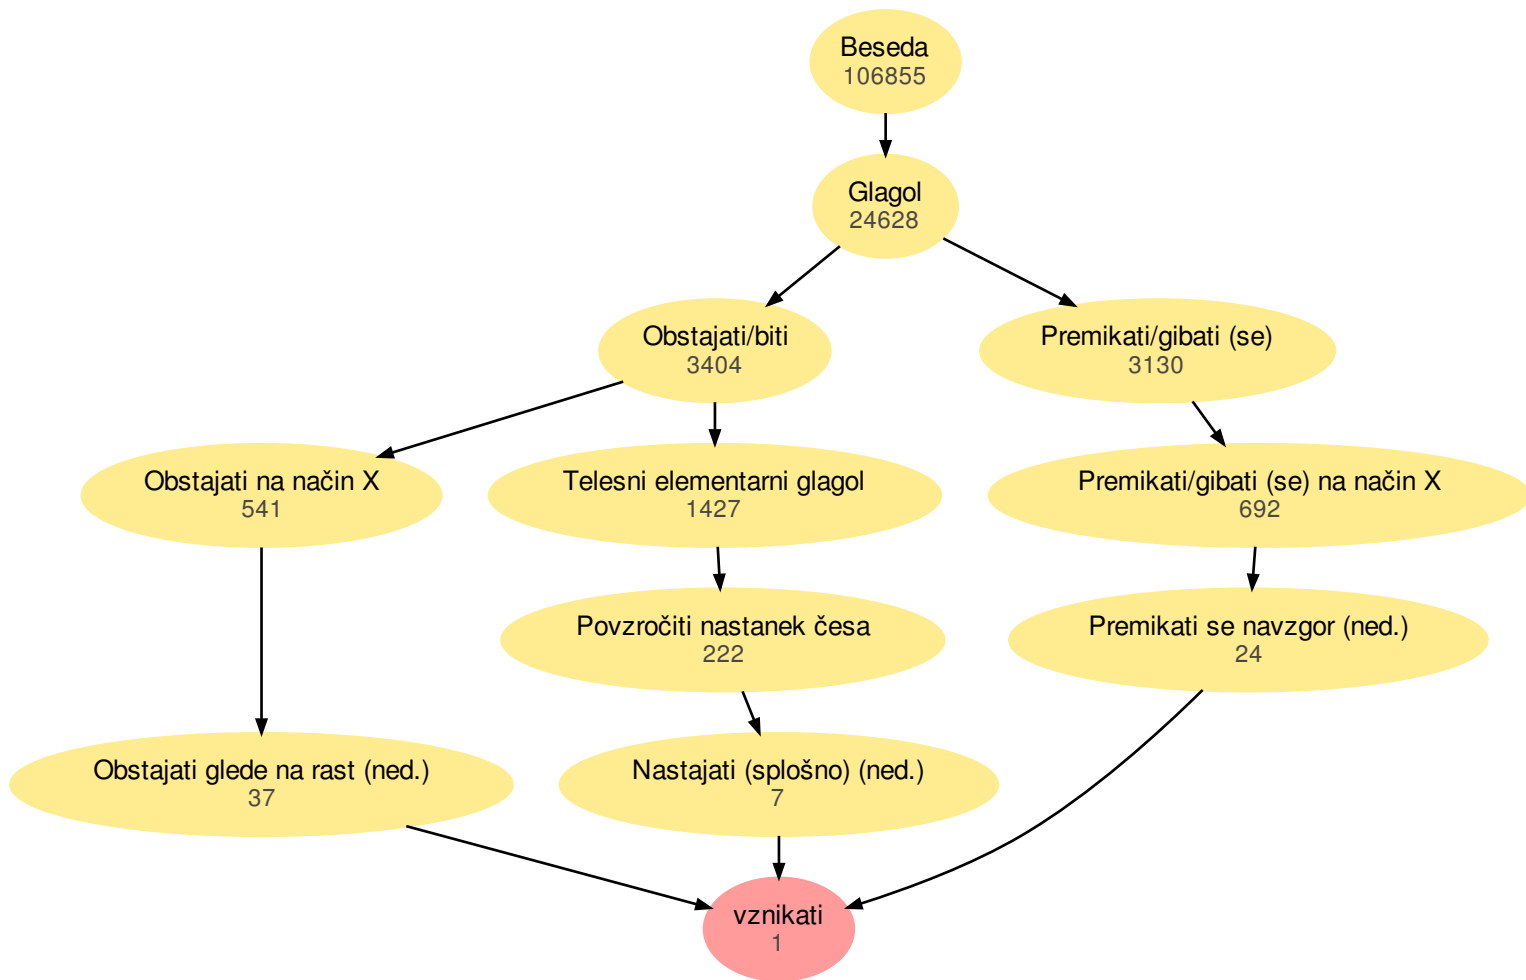 Beseda
106855
Glagol
24628
Obstajati/biti
3404
Premikati/gibati (se)
3130
Obstajati na način X
541
Telesni elementarni glagol
1427
Premikati/gibati (se) na način X
692
Povzročiti nastanek česa
222
Premikati se navzgor (ned.)
24
Obstajati glede na rast (ned.)
37
Nastajati (splošno) (ned.)
7
vznikati
1